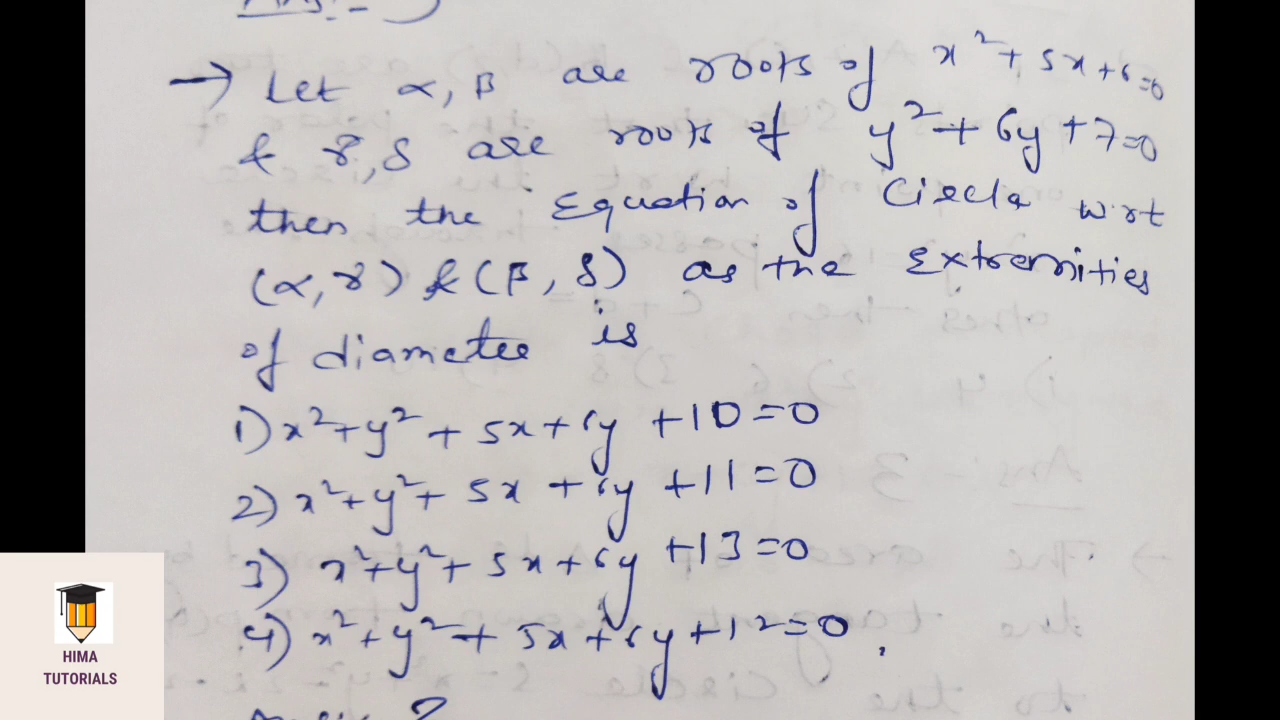 → Let α, β are roots of x²+5x+6=0
& γ, δ are roots of y²+6y+7=0
then the Equation of Circle w.r.t
(α, γ) & (β, δ) as the Extremities
of diameter is
1) x²+y²+5x+6y+10=0
2) x²+y²+5x+6y+11=0
3) x²+y²+5x+6y+13=0
4) x²+y²+5x+6y+12=0.
HIMA
TUTORIALS